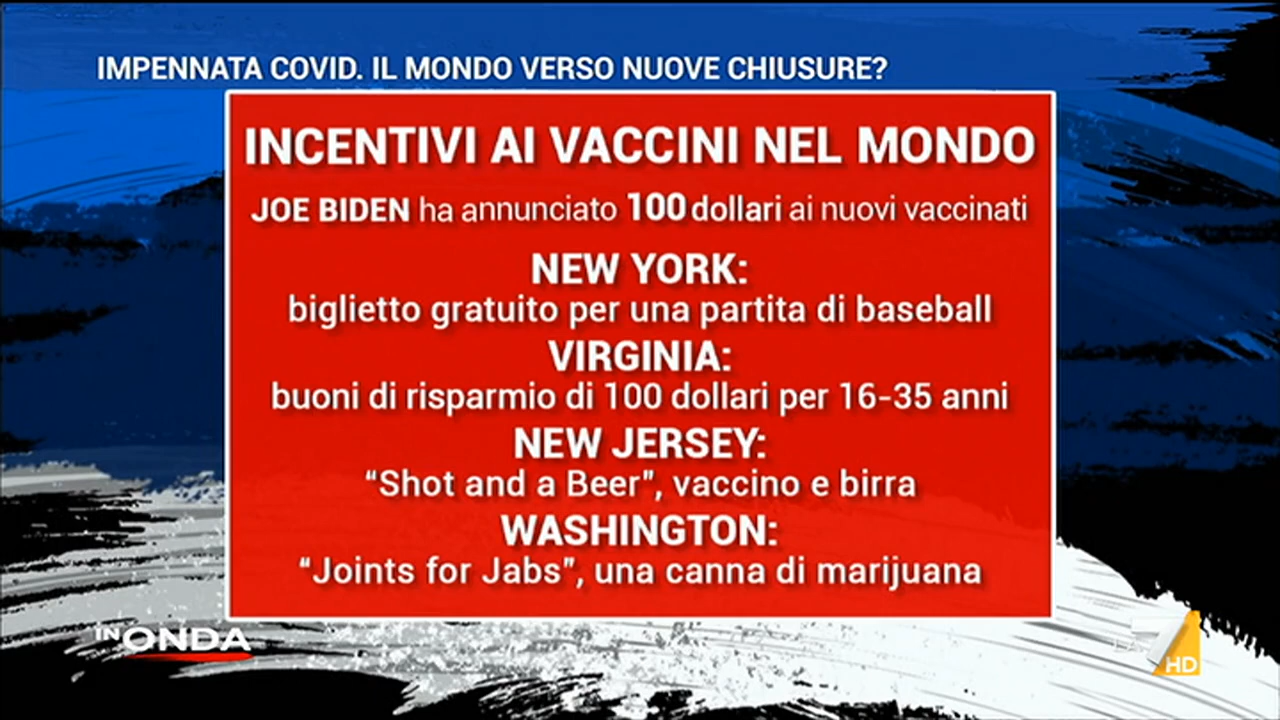 IMPENNATA COVID. IL MONDO VERSO NUOVE CHIUSURE?
INCENTIVI AI VACCINI NEL MONDO
JOE BIDEN ha annunciato 100 dollari ai nuovi vaccinati
NEW YORK:
biglietto gratuito per una partita di baseball
VIRGINIA:
buoni di risparmio di 100 dollari per 16-35 anni
NEW JERSEY:
“Shot and a Beer”, vaccino e birra
WASHINGTON:
“Joints for Jabs”, una canna di marijuana
IN ONDA
7 HD